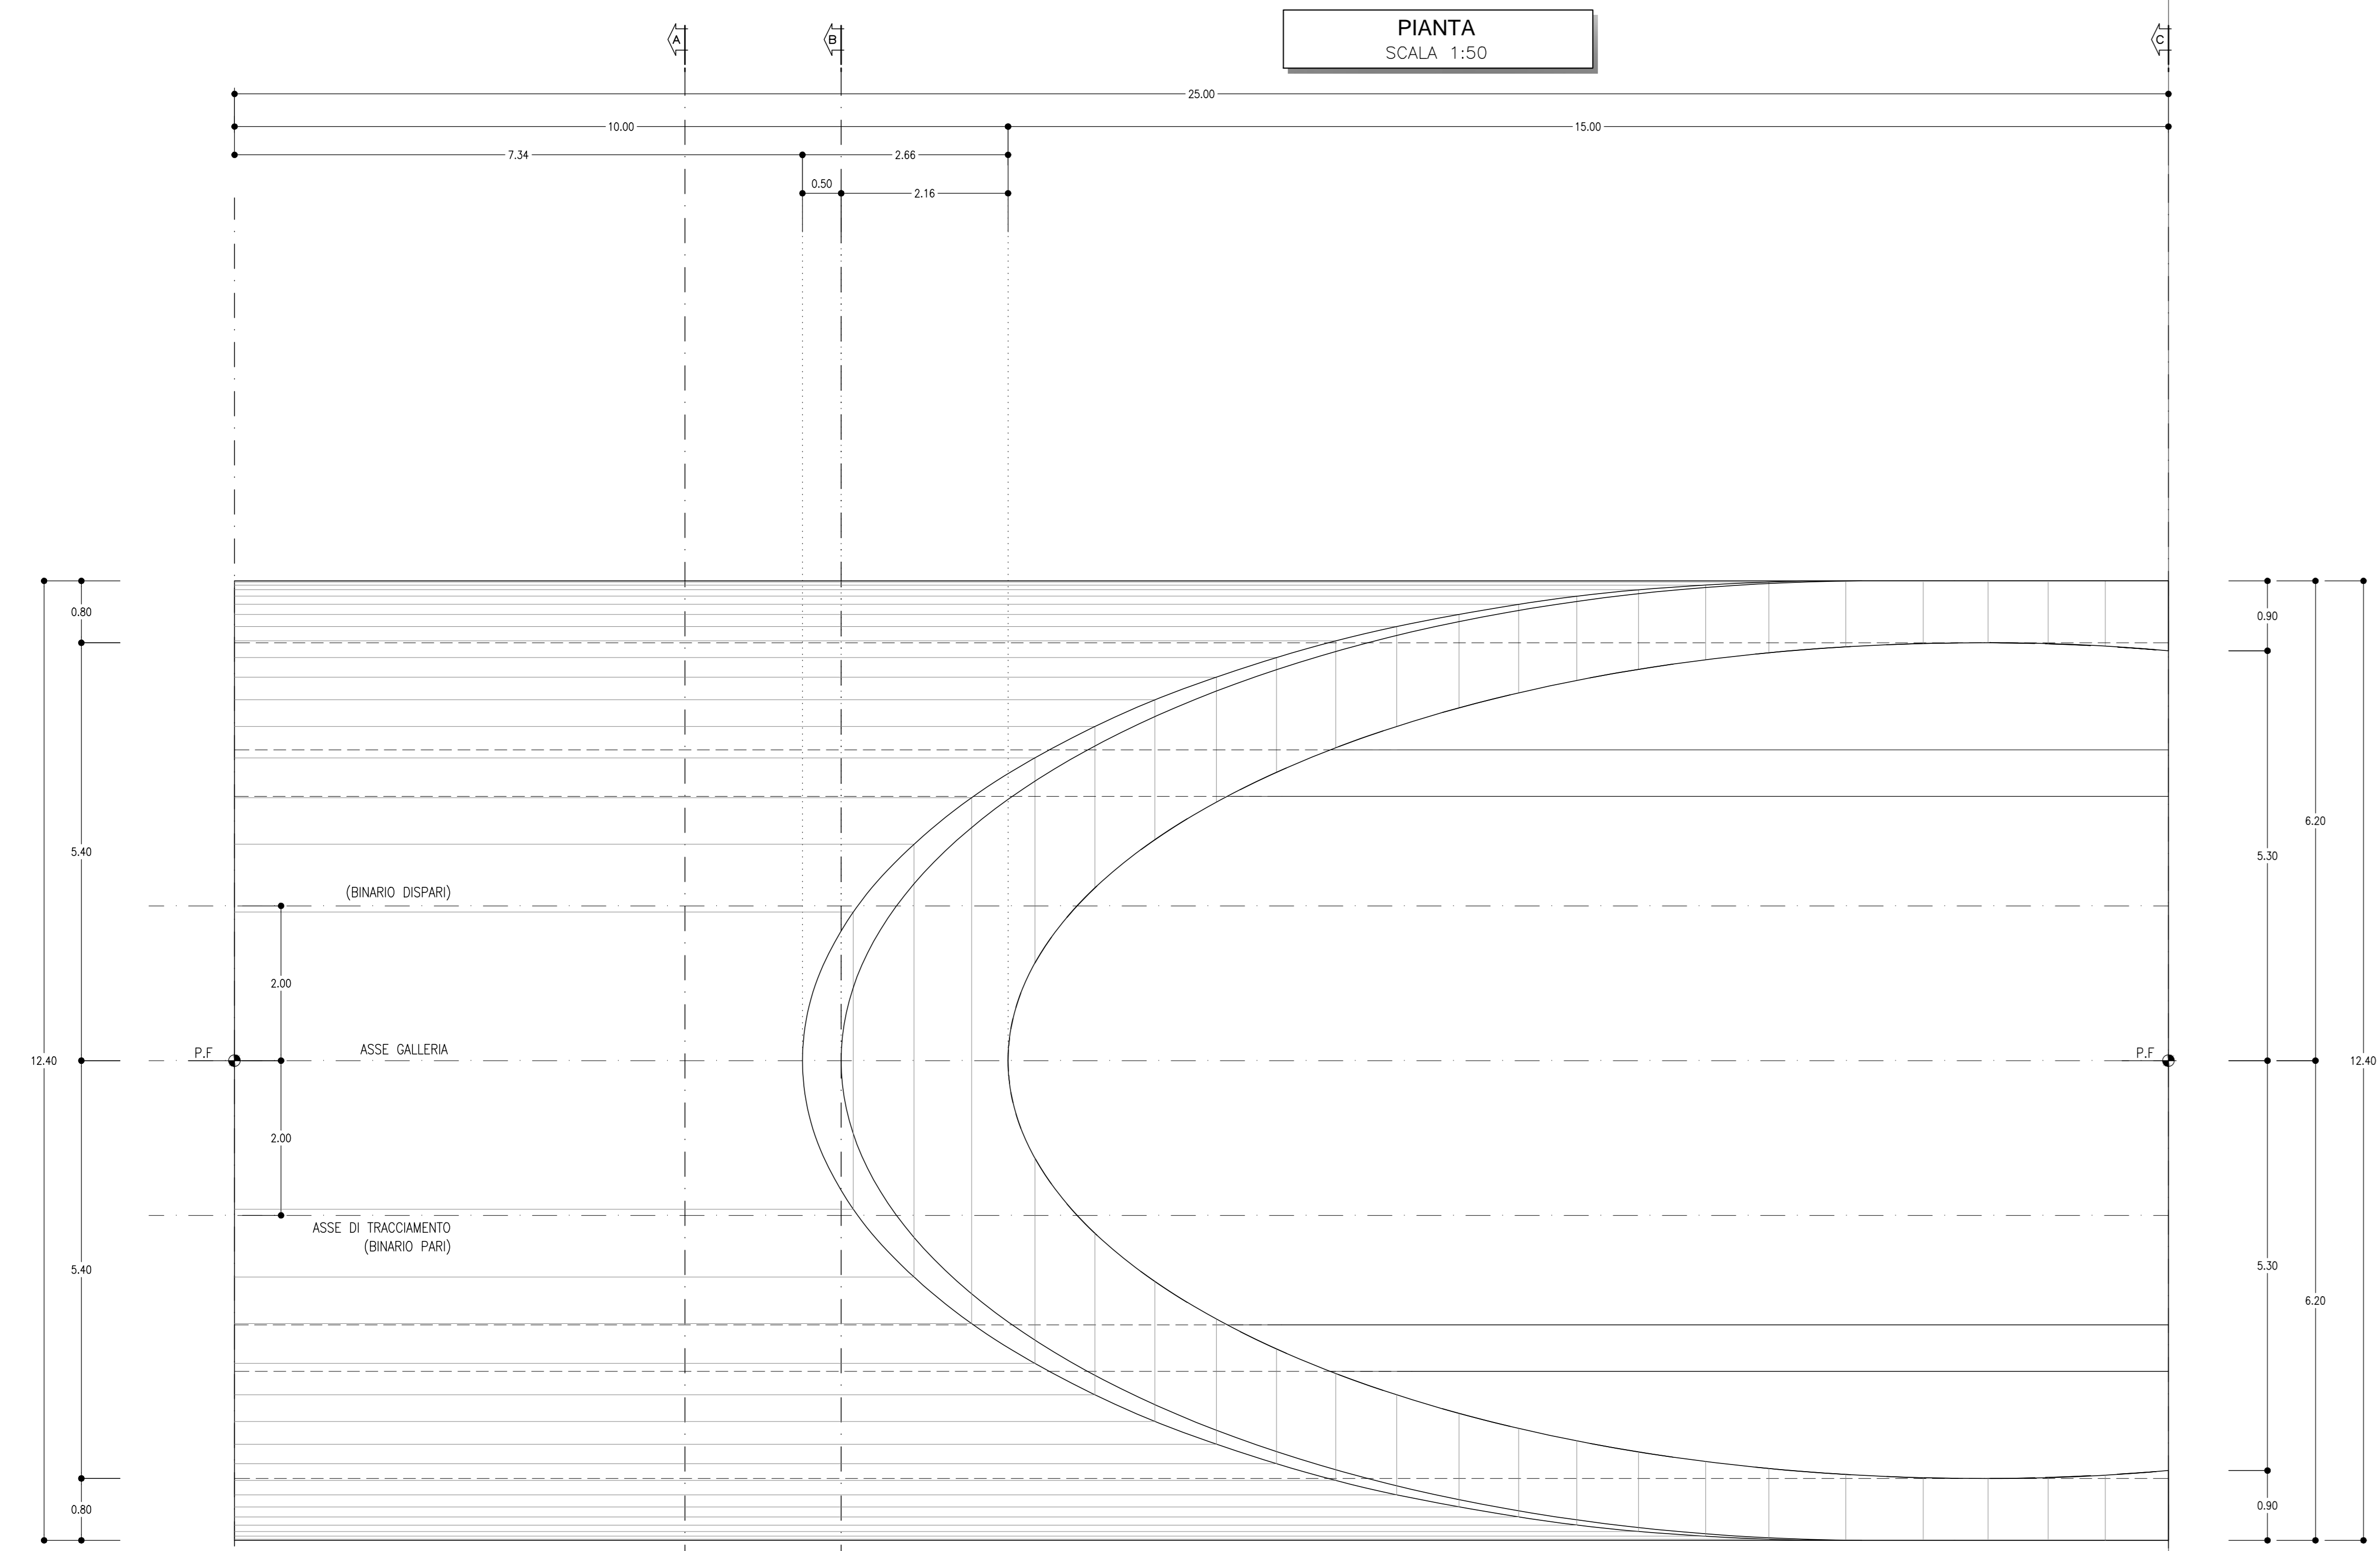 PIANTA
SCALA 1:50
A
B
C
25.00
10.00
15.00
7.34
2.66
0.50
2.16
0.80
0.90
6.20
5.40
5.30
(BINARIO DISPARI)
2.00
ASSE GALLERIA
P.F
P.F
12.40
12.40
2.00
ASSE DI TRACCIAMENTO
(BINARIO PARI)
5.40
5.30
6.20
0.80
0.90